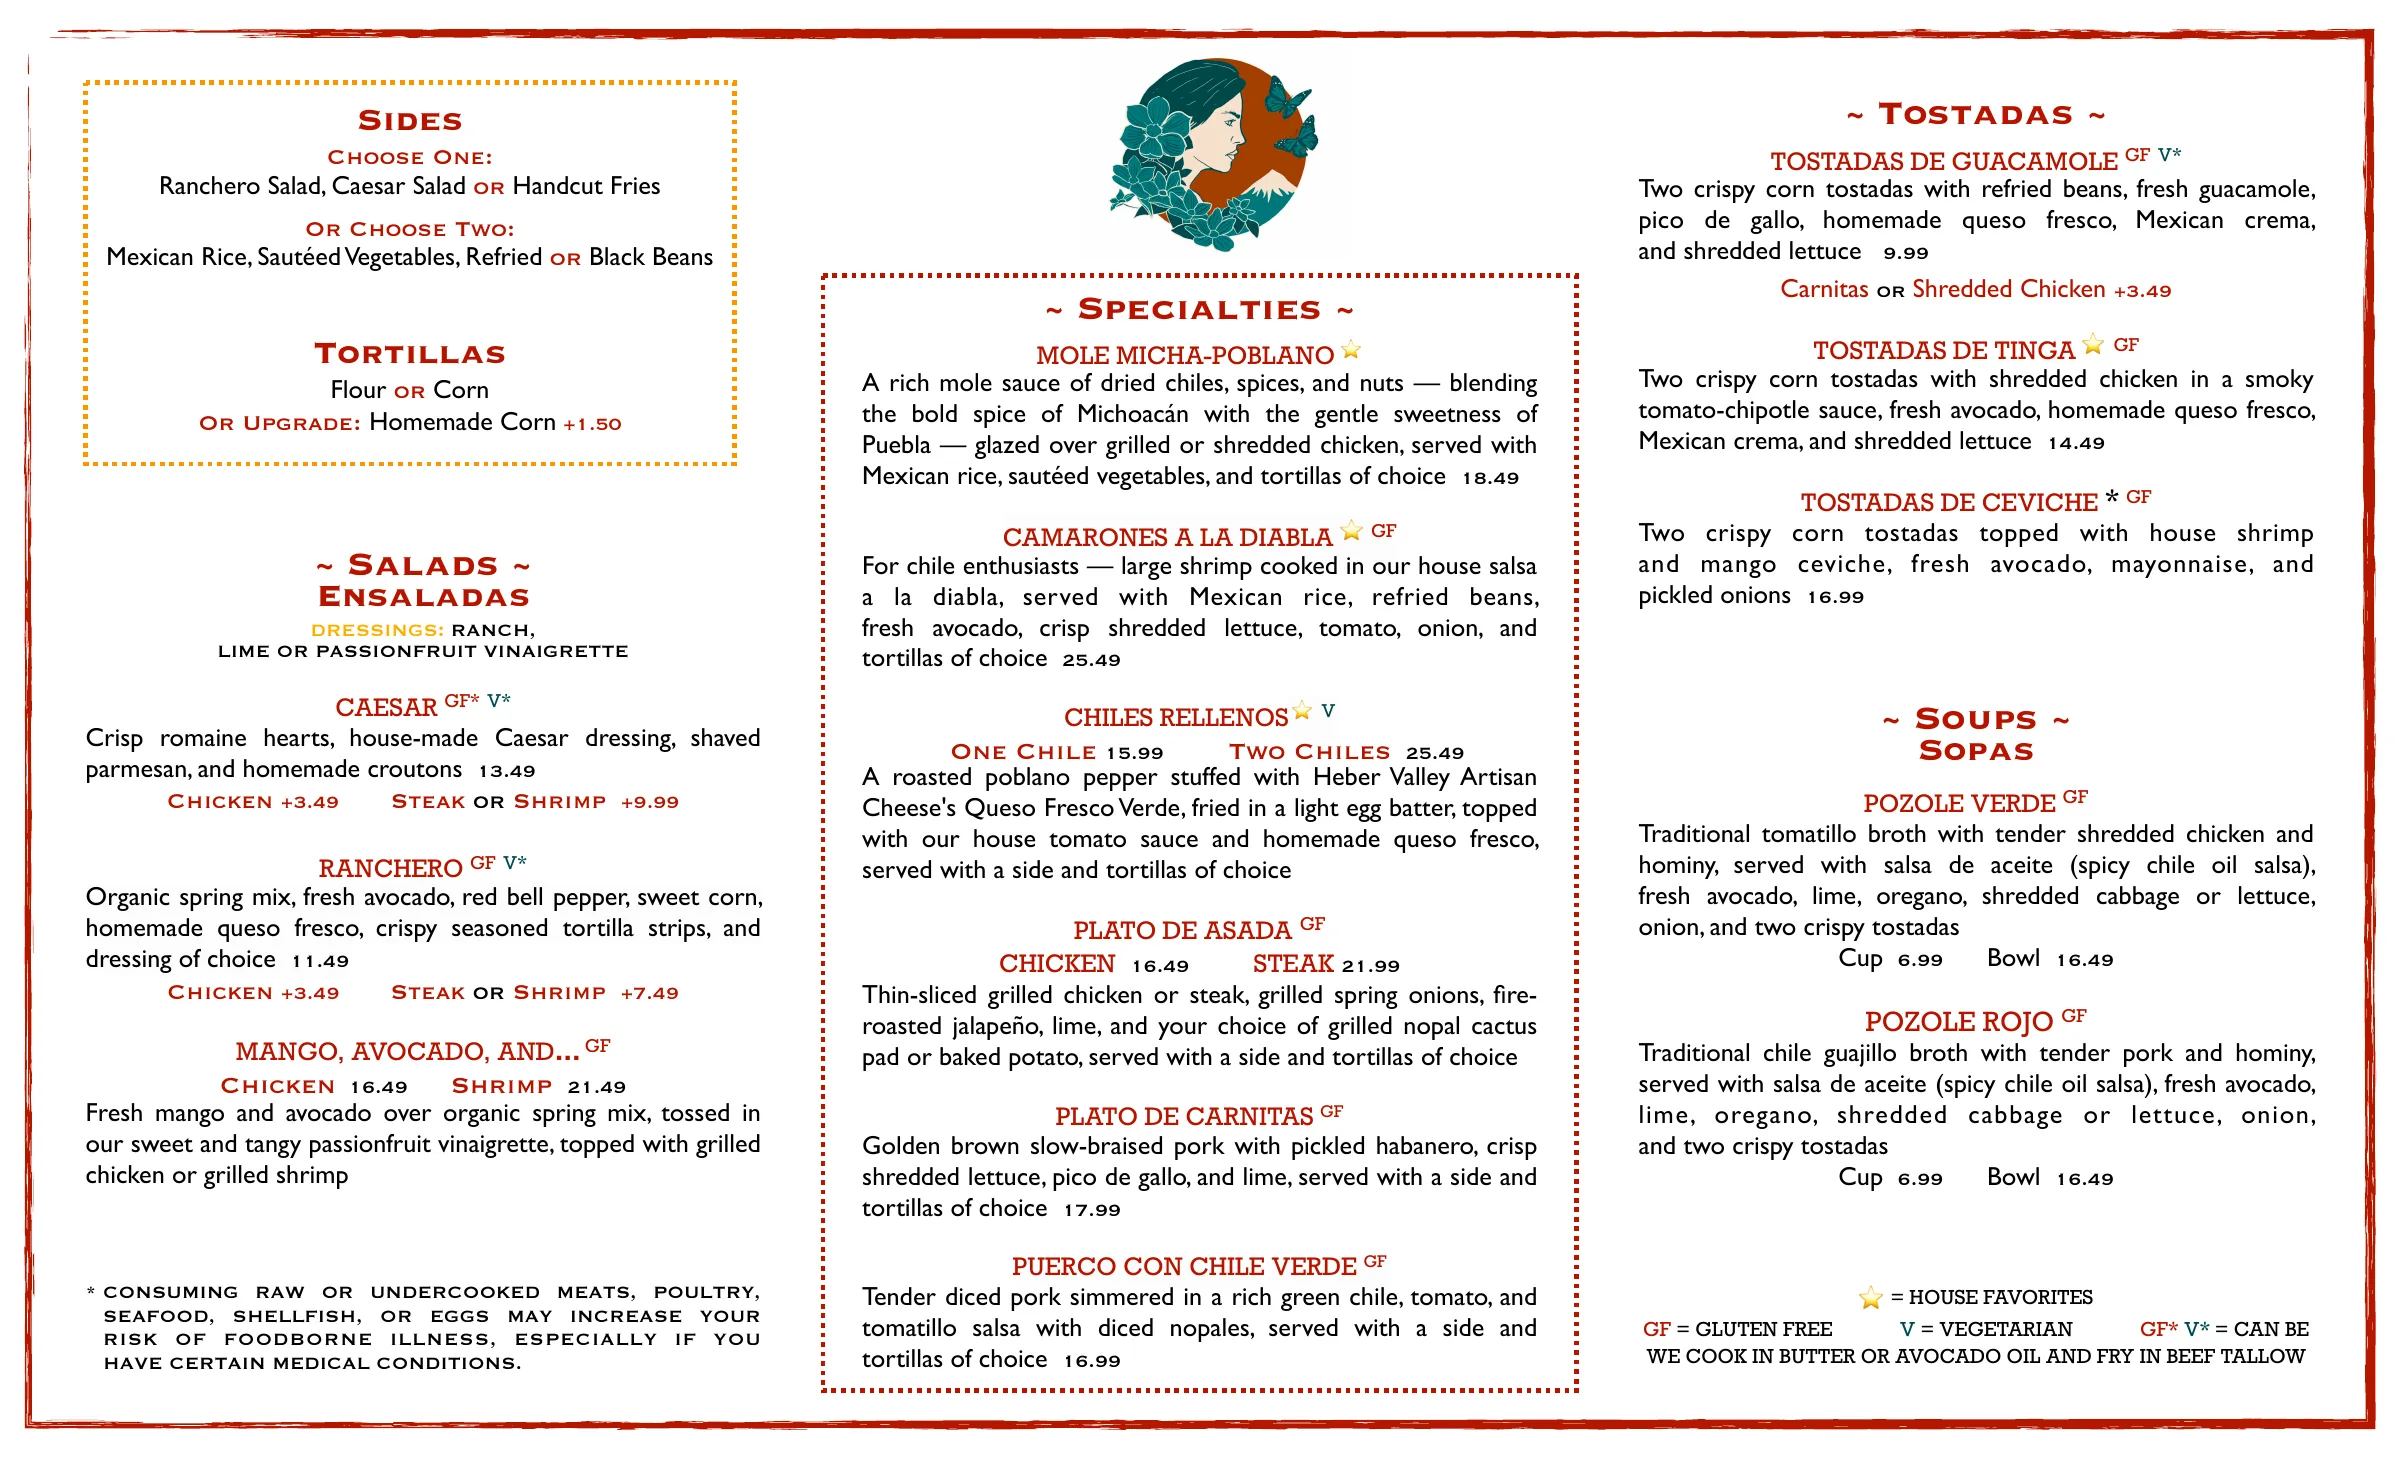 SIDES
CHOOSE ONE:
Ranchero Salad, Caesar Salad OR Handcut Fries
OR CHOOSE TWO:
Mexican Rice, Sautéed Vegetables, Refried OR Black Beans
TORTILLAS
Flour OR Corn
OR UPGRADE: Homemade Corn +1.50
~ SALADS ~
ENSALADAS
DRESSINGS: RANCH,
LIME OR PASSIONFRUIT VINAIGRETTE
CAESAR GF* V*
Crisp romaine hearts, house-made Caesar dressing, shaved
parmesan, and homemade croutons 13.49
CHICKEN +3.49 STEAK OR SHRIMP +9.99
RANCHERO GF V*
Organic spring mix, fresh avocado, red bell pepper, sweet corn,
homemade queso fresco, crispy seasoned tortilla strips, and
dressing of choice 11.49
CHICKEN +3.49 STEAK OR SHRIMP +7.49
MANGO, AVOCADO, AND... GF
CHICKEN 16.49 SHRIMP 21.49
Fresh mango and avocado over organic spring mix, tossed in
our sweet and tangy passionfruit vinaigrette, topped with grilled
chicken or grilled shrimp
* CONSUMING RAW OR UNDERCOOKED MEATS, POULTRY,
SEAFOOD, SHELLFISH, OR EGGS MAY INCREASE YOUR
RISK OF FOODBORNE ILLNESS, ESPECIALLY IF YOU
HAVE CERTAIN MEDICAL CONDITIONS.
~ SPECIALTIES ~
MOLE MICHA-POBLANO ⭐
A rich mole sauce of dried chiles, spices, and nuts — blending
the bold spice of Michoacán with the gentle sweetness of
Puebla — glazed over grilled or shredded chicken, served with
Mexican rice, sautéed vegetables, and tortillas of choice 18.49
CAMARONES A LA DIABLA ⭐ GF
For chile enthusiasts — large shrimp cooked in our house salsa
a la diabla, served with Mexican rice, refried beans,
fresh avocado, crisp shredded lettuce, tomato, onion, and
tortillas of choice 25.49
CHILES RELLENOS ⭐ V
ONE CHILE 15.99 TWO CHILES 25.49
A roasted poblano pepper stuffed with Heber Valley Artisan
Cheese's Queso Fresco Verde, fried in a light egg batter, topped
with our house tomato sauce and homemade queso fresco,
served with a side and tortillas of choice
PLATO DE ASADA GF
CHICKEN 16.49 STEAK 21.99
Thin-sliced grilled chicken or steak, grilled spring onions, fire-
roasted jalapeño, lime, and your choice of grilled nopal cactus
pad or baked potato, served with a side and tortillas of choice
PLATO DE CARNITAS GF
Golden brown slow-braised pork with pickled habanero, crisp
shredded lettuce, pico de gallo, and lime, served with a side and
tortillas of choice 17.99
PUERCO CON CHILE VERDE GF
Tender diced pork simmered in a rich green chile, tomato, and
tomatillo salsa with diced nopales, served with a side and
tortillas of choice 16.99
~ TOSTADAS ~
TOSTADAS DE GUACAMOLE GF V*
Two crispy corn tostadas with refried beans, fresh guacamole,
pico de gallo, homemade queso fresco, Mexican crema,
and shredded lettuce 9.99
Carnitas OR Shredded Chicken +3.49
TOSTADAS DE TINGA ⭐ GF
Two crispy corn tostadas with shredded chicken in a smoky
tomato-chipotle sauce, fresh avocado, homemade queso fresco,
Mexican crema, and shredded lettuce 14.49
TOSTADAS DE CEVICHE * GF
Two crispy corn tostadas topped with house shrimp
and mango ceviche, fresh avocado, mayonnaise, and
pickled onions 16.99
~ SOUPS ~
SOPAS
POZOLE VERDE GF
Traditional tomatillo broth with tender shredded chicken and
hominy, served with salsa de aceite (spicy chile oil salsa),
fresh avocado, lime, oregano, shredded cabbage or lettuce,
onion, and two crispy tostadas
Cup 6.99 Bowl 16.49
POZOLE ROJO GF
Traditional chile guajillo broth with tender pork and hominy,
served with salsa de aceite (spicy chile oil salsa), fresh avocado,
lime, oregano, shredded cabbage or lettuce, onion,
and two crispy tostadas
Cup 6.99 Bowl 16.49
⭐ = HOUSE FAVORITES
GF = GLUTEN FREE V = VEGETARIAN GF* V* = CAN BE
WE COOK IN BUTTER OR AVOCADO OIL AND FRY IN BEEF TALLOW